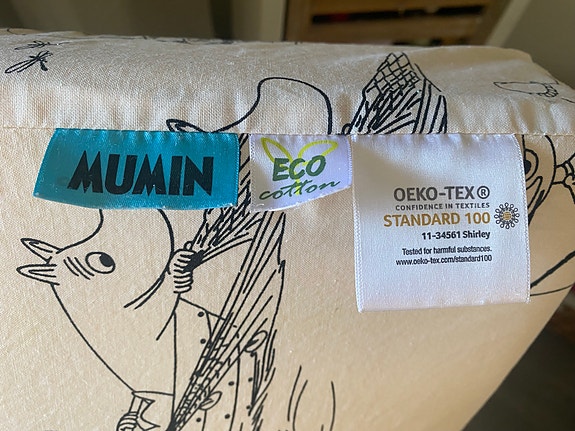 MUMIN
ECO
cotton
OEKO-TEX®
CONFIDENCE IN TEXTILES
STANDARD 100
11-34561 Shirley
Tested for harmful substances.
www.oeko-tex.com/standard100